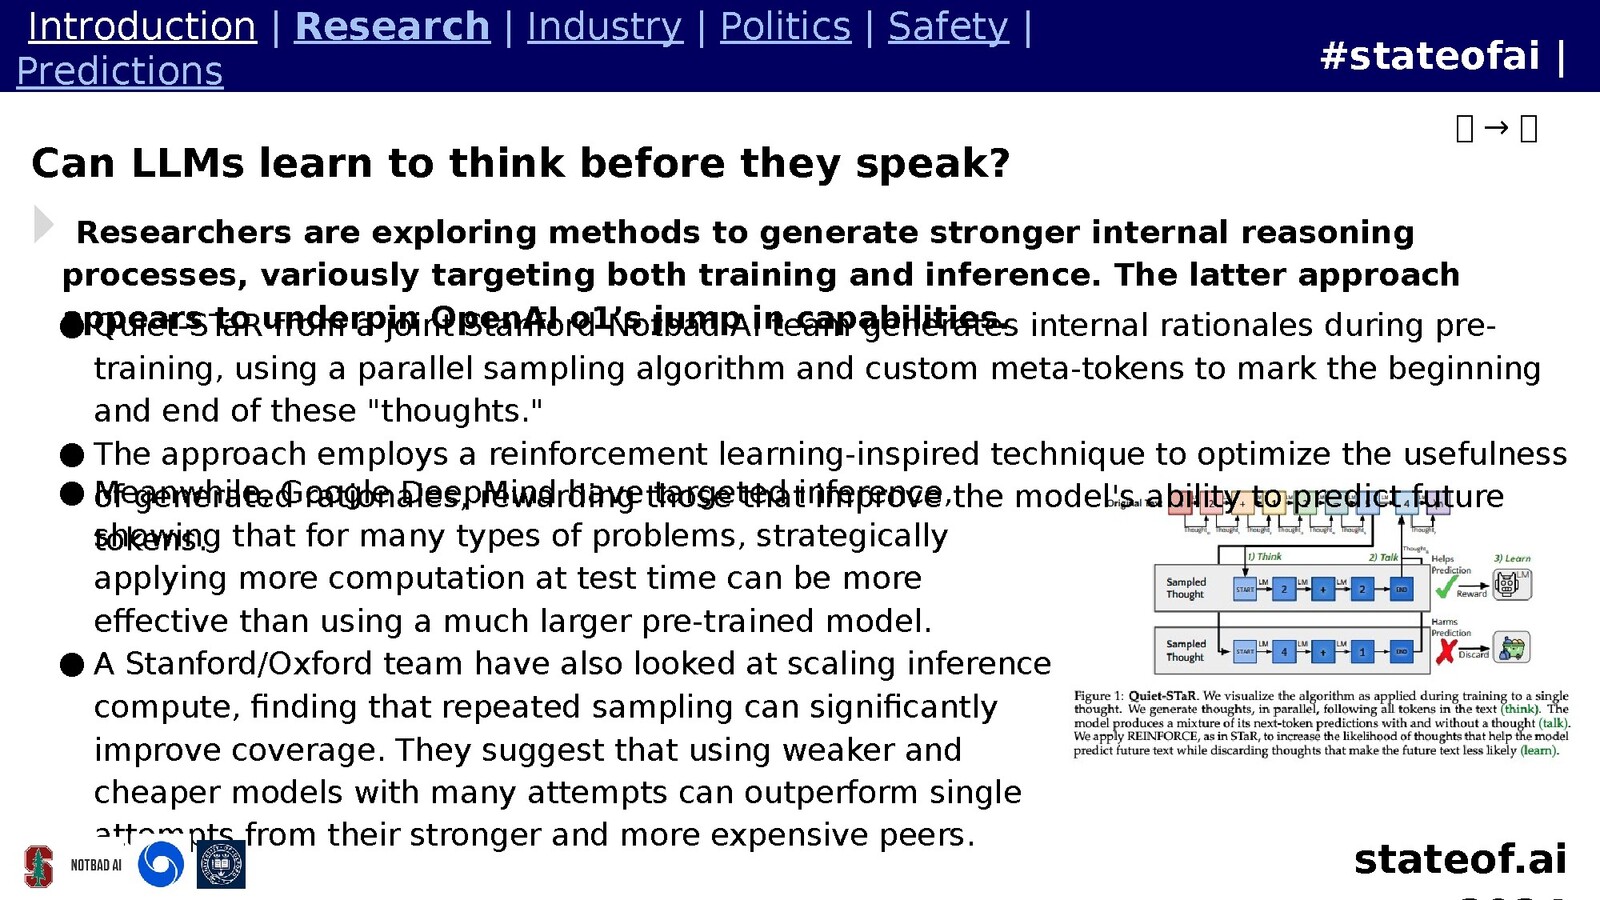 Introduction | Research | Industry | Politics | Safety |
Predictions
#stateofai |
→
Can LLMs learn to think before they speak?
Researchers are exploring methods to generate stronger internal reasoning
processes, variously targeting both training and inference. The latter approach
appears to underpin OpenAI o1's jump in capabilities.
● Quiet-STaR from a joint Stanford-Notbad AI team generates internal rationales during pre-
training, using a parallel sampling algorithm and custom meta-tokens to mark the beginning
and end of these "thoughts."
● The approach employs a reinforcement learning-inspired technique to optimize the usefulness
of generated rationales, rewarding those that improve the model's ability to predict future
tokens.
● Meanwhile, Google DeepMind have targeted inference,
showing that for many types of problems, strategically
applying more computation at test time can be more
effective than using a much larger pre-trained model.
● A Stanford/Oxford team have also looked at scaling inference
compute, finding that repeated sampling can significantly
improve coverage. They suggest that using weaker and
cheaper models with many attempts can outperform single
attempts from their stronger and more expensive peers.
Original
1) Think
2) Talk
3) Learn
Helps
Prediction
Reward
Sampled
Thought
START LM 2 LM + LM 2 LM END
LM
Harms
Prediction
Discard
Sampled
Thought
START LM 4 LM + LM 1 LM END
Figure 1: Quiet-STaR. We visualize the algorithm as applied during training to a single
thought. We generate thoughts, in parallel, following all tokens in the text (think). The
model produces a mixture of its next-token predictions with and without a thought (talk).
We apply REINFORCE, as in STaR, to increase the likelihood of thoughts that help the model
predict future text while discarding thoughts that make the future text less likely (learn).
NOTBAD AI
stateof.ai